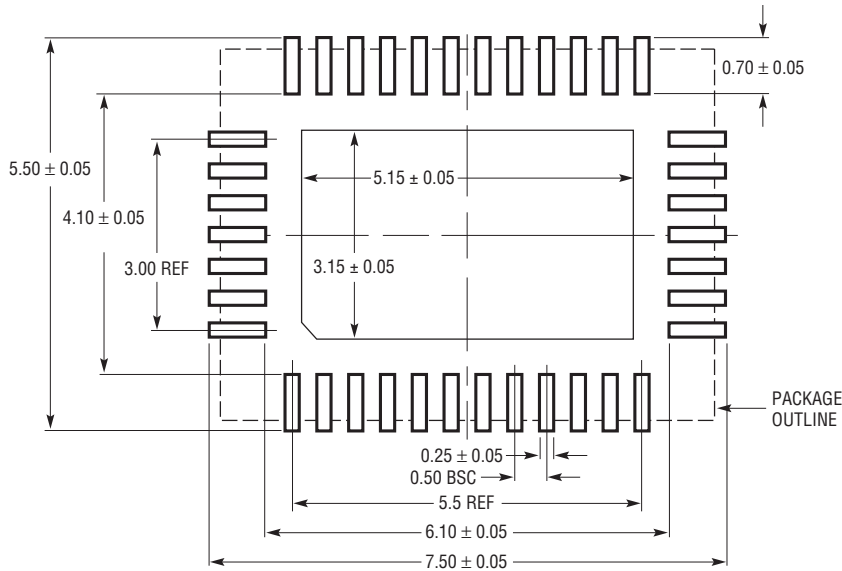 0.70 ± 0.05
5.50 ± 0.05
5.15 ± 0.05
4.10 ± 0.05
3.00 REF
3.15 ± 0.05
PACKAGE
OUTLINE
0.25 ± 0.05
0.50 BSC
5.5 REF
6.10 ± 0.05
7.50 ± 0.05